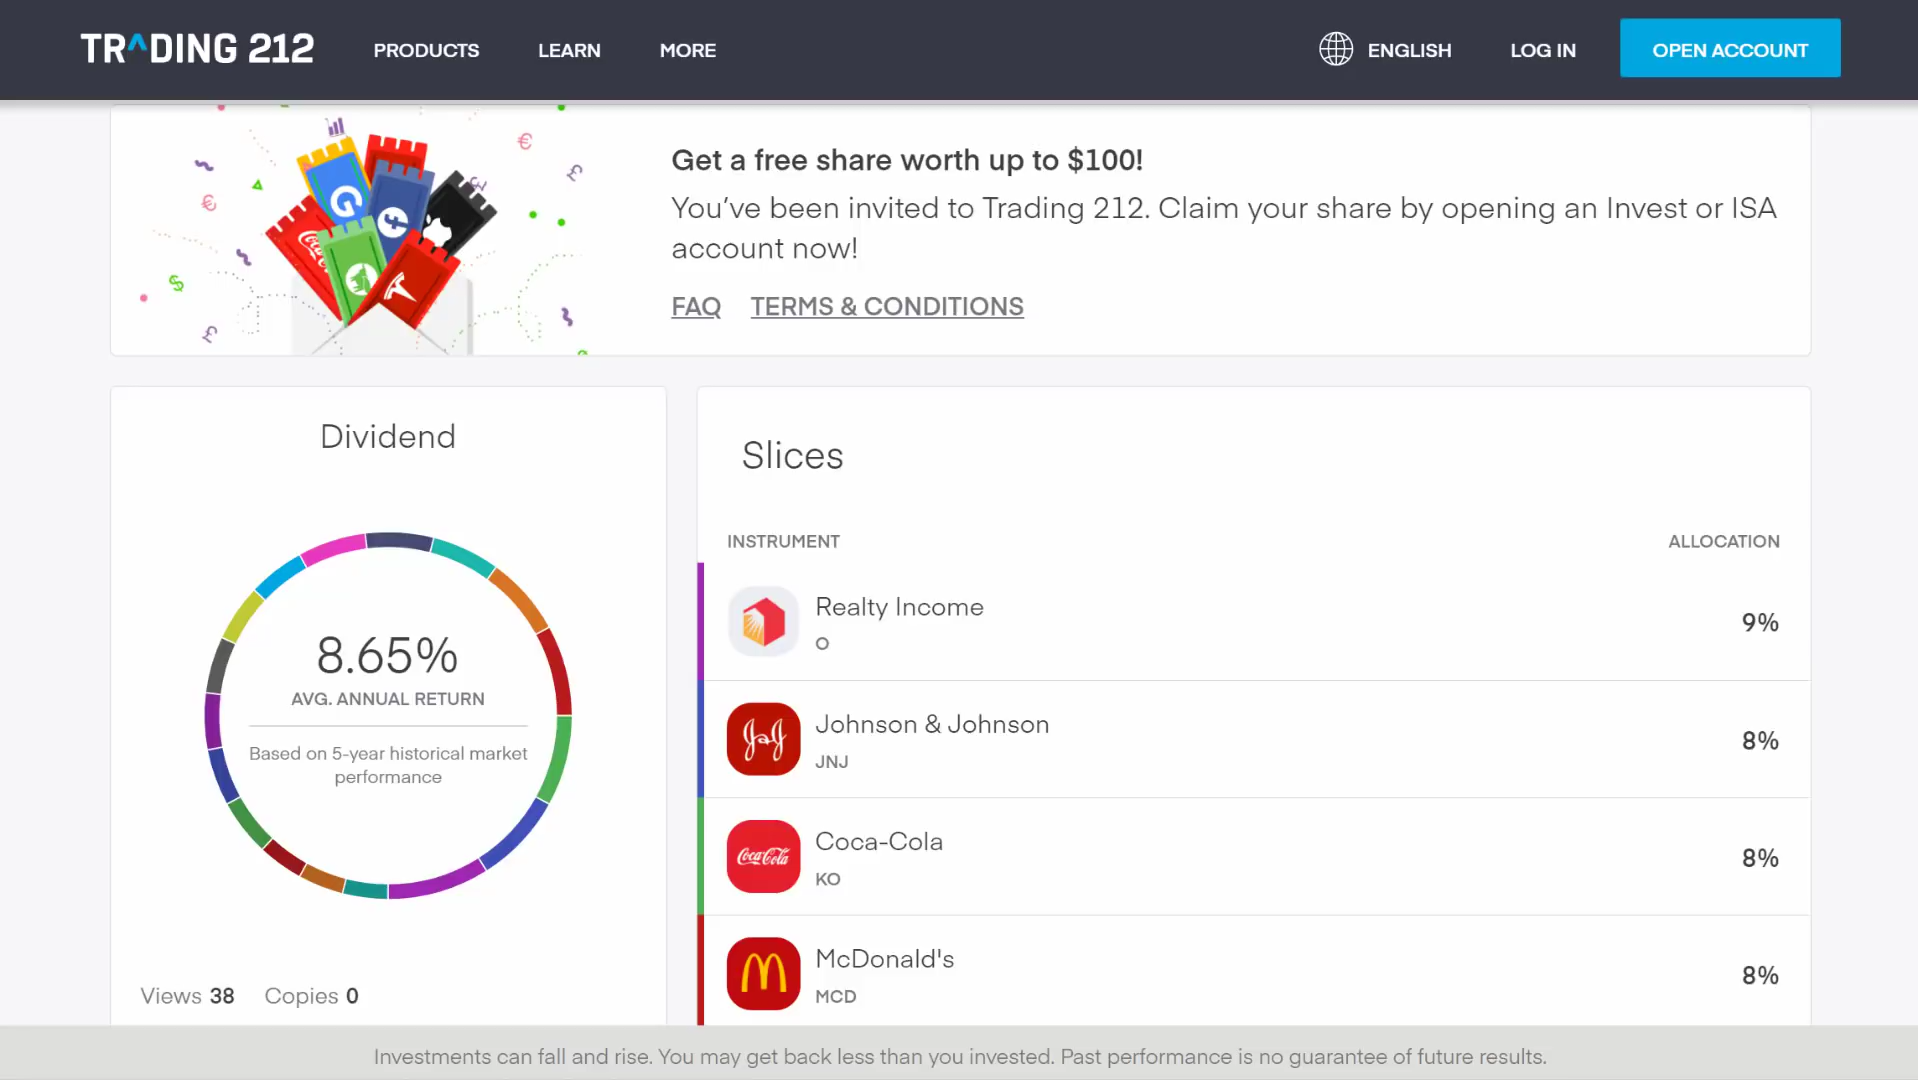 TRADING 212
PRODUCTS
LEARN
MORE
ENGLISH
LOG IN
OPEN ACCOUNT
Get a free share worth up to $100!
You’ve been invited to Trading 212. Claim your share by opening an Invest or ISA
account now!
FAQ
TERMS & CONDITIONS
Dividend
8.65%
AVG. ANNUAL RETURN
Based on 5-year historical market
performance
Views 38
Copies 0
Slices
INSTRUMENT
ALLOCATION
Realty Income
O
9%
Johnson & Johnson
JNJ
8%
Coca-Cola
Coca-Cola
KO
8%
McDonald's
MCD
8%
Investments can fall and rise. You may get back less than you invested. Past performance is no guarantee of future results.